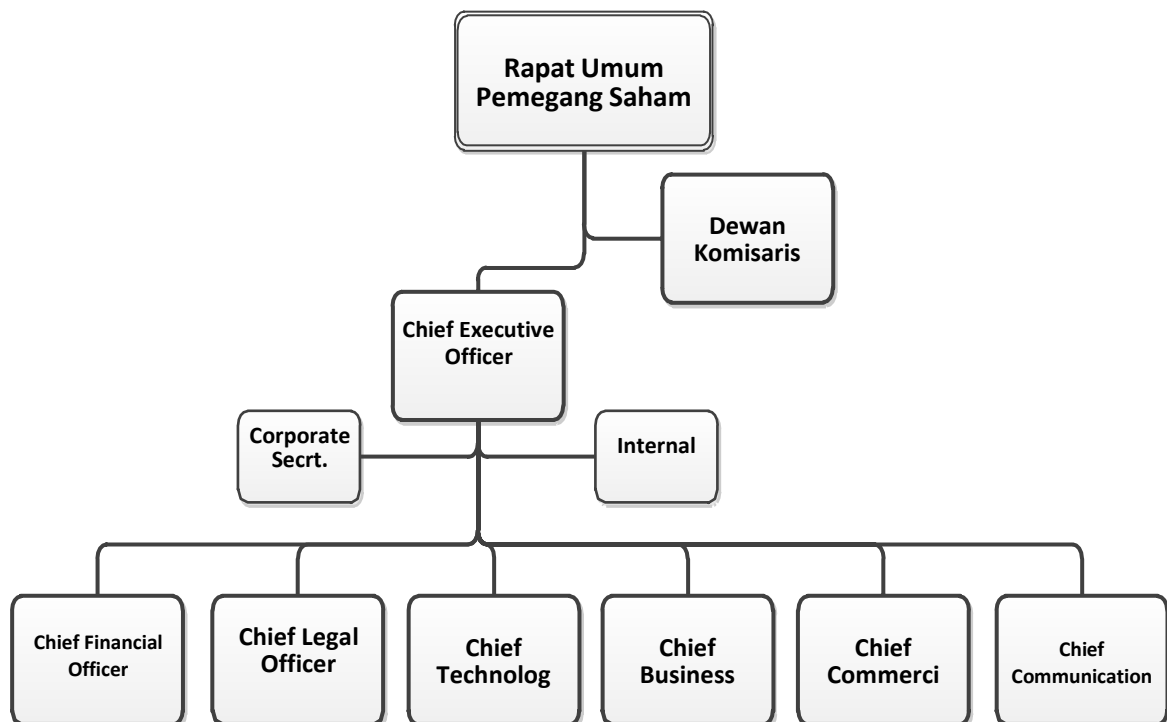 Rapat Umum
Pemegang Saham
Dewan
Komisaris
Chief Executive
Officer
Corporate
Secrt.
Internal
Chief Financial
Officer
Chief Legal
Officer
Chief
Technolog
Chief
Business
Chief
Commerci
Chief
Communication